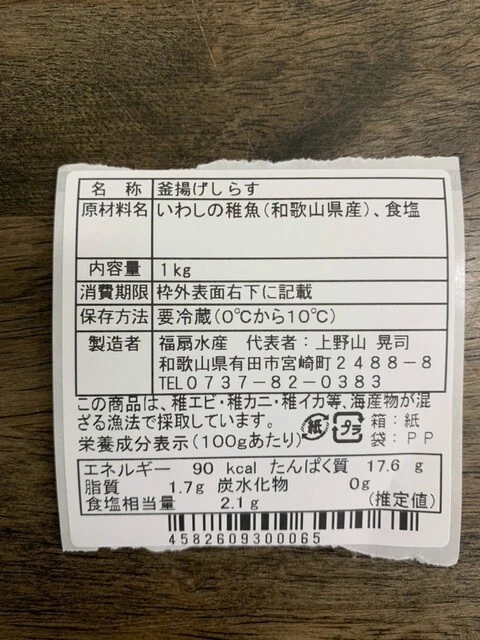 名 称 釜揚げしらす
原材料名 いわしの稚魚(和歌山県産)、食塩
内容量 1kg
消費期限 枠外表面右下に記載
保存方法 要冷蔵(0℃から10℃)
製造者 福扇水産 代表者:上野山 晃司
和歌山県有田市宮崎町2488-8
TEL0737-82-0383
この商品は、稚エビ・稚カニ・稚イカ等、海産物が混
ざる漁法で採取しています。
紙 プラ 箱:紙
袋:PP
栄養成分表示(100gあたり)
エネルギー 90 kcal たんぱく質 17.6 g
脂質 1.7g 炭水化物 0g
食塩相当量 2.1g (推定値)
4582609300065